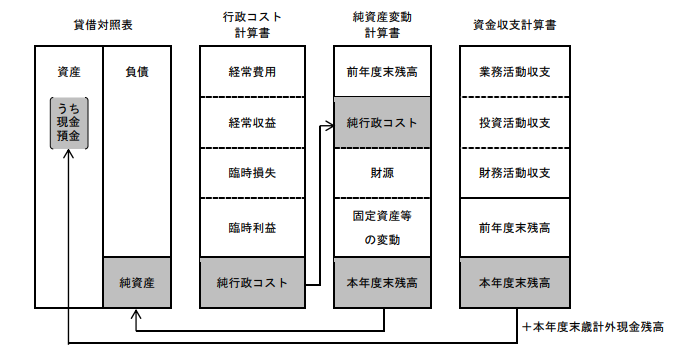 貸借対照表
資産
うち
現金
預金
負債
純資産
行政コスト
計算書
経常費用
経常収益
臨時損失
臨時利益
純行政コスト
純資産変動
計算書
前年度末残高
純行政コスト
財源
固定資産等
の変動
本年度末残高
資金収支計算書
業務活動収支
投資活動収支
財務活動収支
前年度末残高
本年度末残高
＋本年度末歳計外現金残高